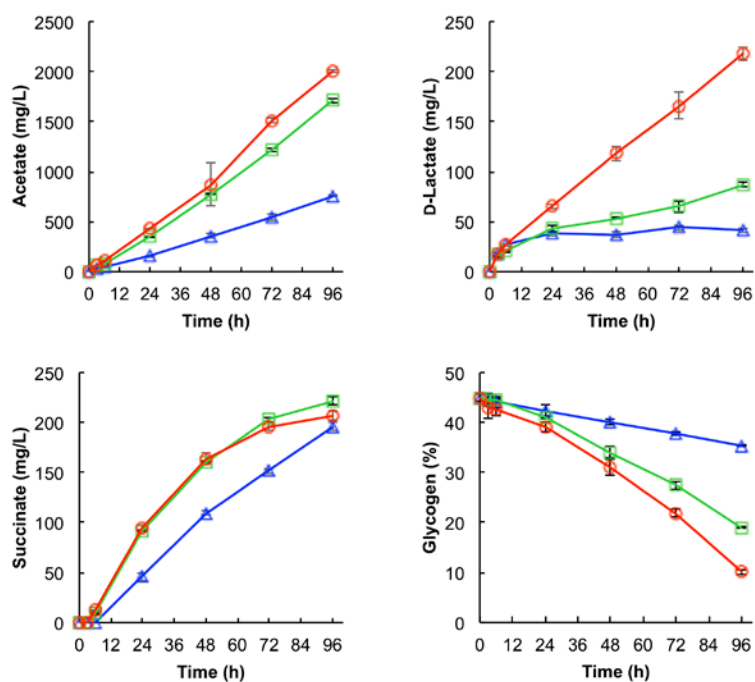 2500
2000
1500
1000
500
0
Acetate (mg/L)
0 12 24 36 48 60 72 84 96
Time (h)
250
200
150
100
50
0
D-Lactate (mg/L)
0 12 24 36 48 60 72 84 96
Time (h)
250
200
150
100
50
0
Succinate (mg/L)
0 12 24 36 48 60 72 84 96
Time (h)
50
40
30
20
10
0
Glycogen (%)
0 12 24 36 48 60 72 84 96
Time (h)